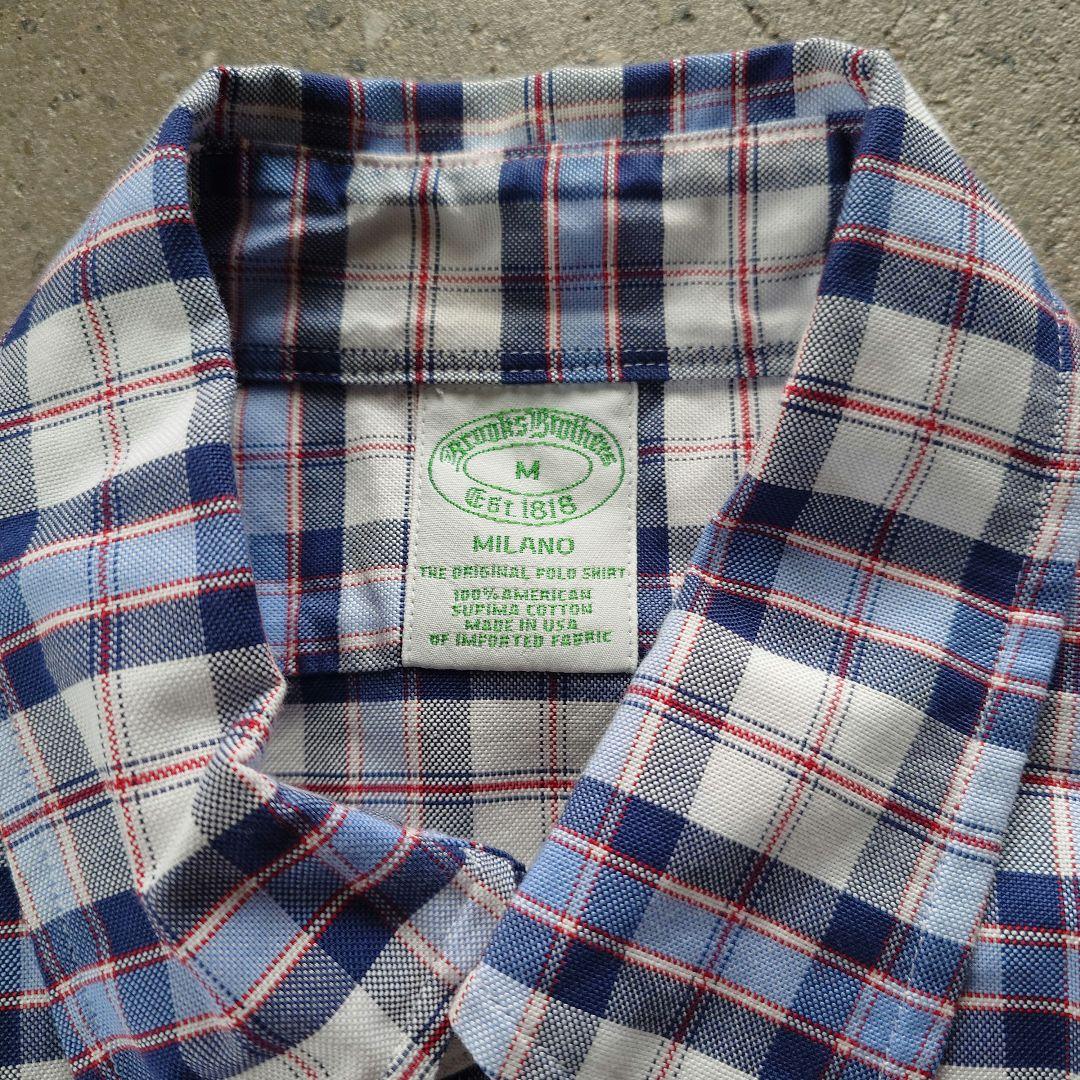 Brooks Brothers
M
Est 1818
MILANO
THE ORIGINAL POLO SHIRT
100% AMERICAN
SUPIMA COTTON
MADE IN USA
OF IMPORTED FABRIC